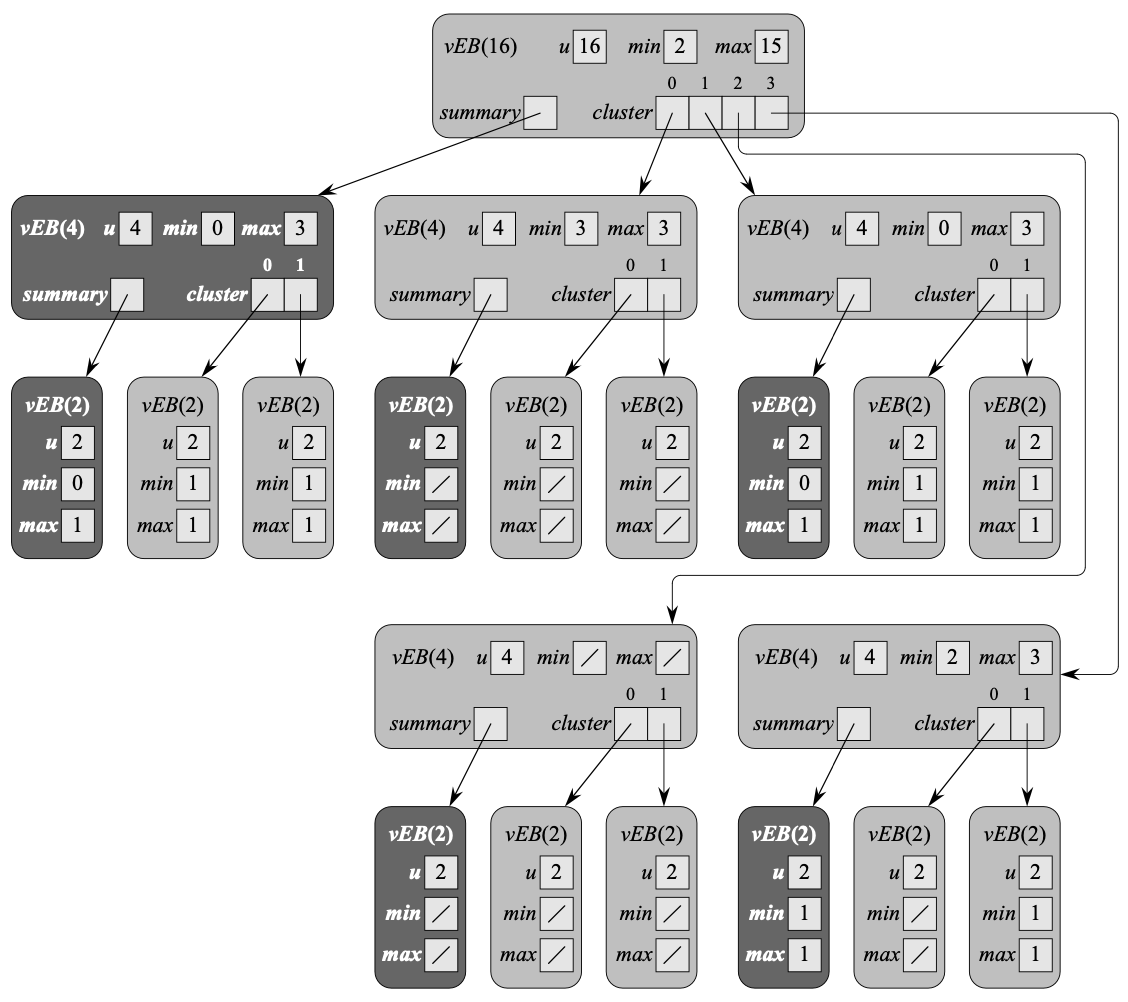 vEB(16) u 16 min 2 max 15
0 1 2 3
summary cluster
vEB(4) u 4 min 0 max 3
0 1
summary cluster
vEB(4) u 4 min 3 max 3
0 1
summary cluster
vEB(4) u 4 min 0 max 3
0 1
summary cluster
vEB(2)
u 2
min 0
max 1
vEB(2)
u 2
min 1
max 1
vEB(2)
u 2
min 1
max 1
vEB(2)
u 2
min /
max /
vEB(2)
u 2
min /
max /
vEB(2)
u 2
min /
max /
vEB(2)
u 2
min 0
max 1
vEB(2)
u 2
min 1
max 1
vEB(2)
u 2
min 1
max 1
vEB(4) u 4 min / max /
0 1
summary cluster
vEB(4) u 4 min 2 max 3
0 1
summary cluster
vEB(2)
u 2
min /
max /
vEB(2)
u 2
min /
max /
vEB(2)
u 2
min /
max /
vEB(2)
u 2
min 1
max 1
vEB(2)
u 2
min /
max /
vEB(2)
u 2
min 1
max 1